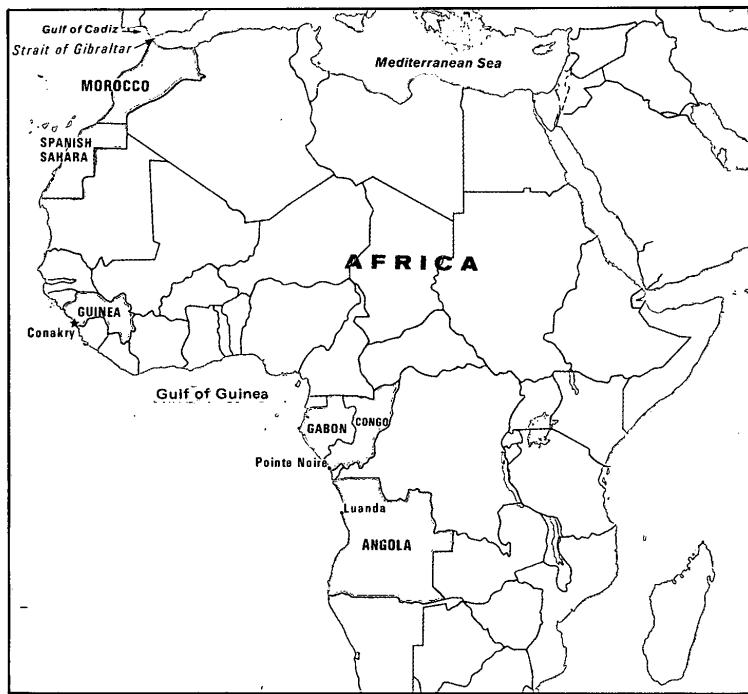 Gulf of Cadiz
Strait of Gibraltar
Mediterranean Sea
MOROCCO
SPANISH
SAHARA
AFRICA
GUINEA
Conakry
Gulf of Guinea
GABON
CONGO
Pointe Noire
Luanda
ANGOLA